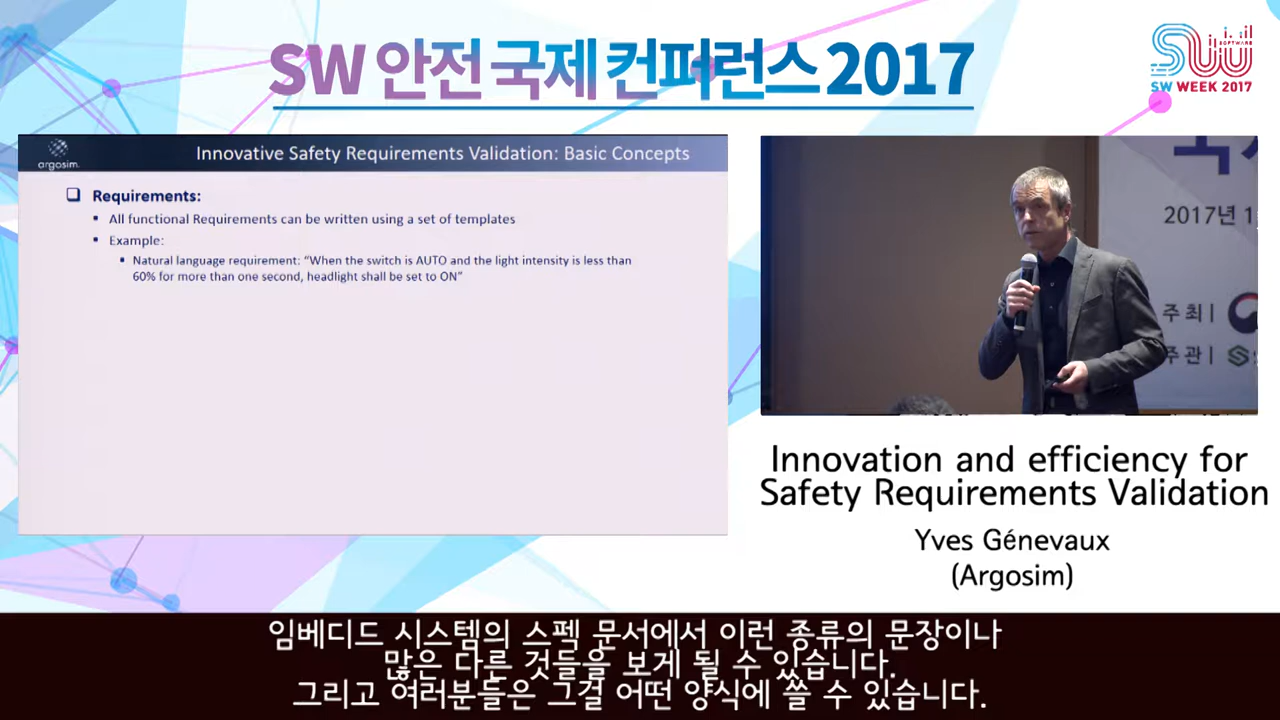 SW 안전 국제 컨퍼런스 2017
SOFTWARE
SW WEEK 2017
argosim.
Innovative Safety Requirements Validation: Basic Concepts
Requirements:
All functional Requirements can be written using a set of templates
Example:
Natural language requirement: “When the switch is AUTO and the light intensity is less than
60% for more than one second, headlight shall be set to ON”
2017년 1
주최 |
주관 |
Innovation and efficiency for
Safety Requirements Validation
Yves Génevaux
(Argosim)
임베디드 시스템의 스펨 문서에서 이런 종류의 문장이나
많은 다른 것들을 보게 될 수 있습니다.
그리고 여러분들은 그걸 어떤 양식에 쓸 수 있습니다.